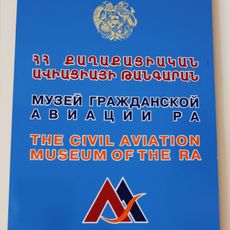 ՀՀ ՔԱՂԱՔԱՑԻԱԿԱՆ
ԱՎԻԱՑԻԱՅԻ ԹԱՆԳԱՐԱՆ
МУЗЕЙ ГРАЖДАНСКОЙ
АВИАЦИИ РА
THE CIVIL AVIATION
MUSEUM OF THE RA